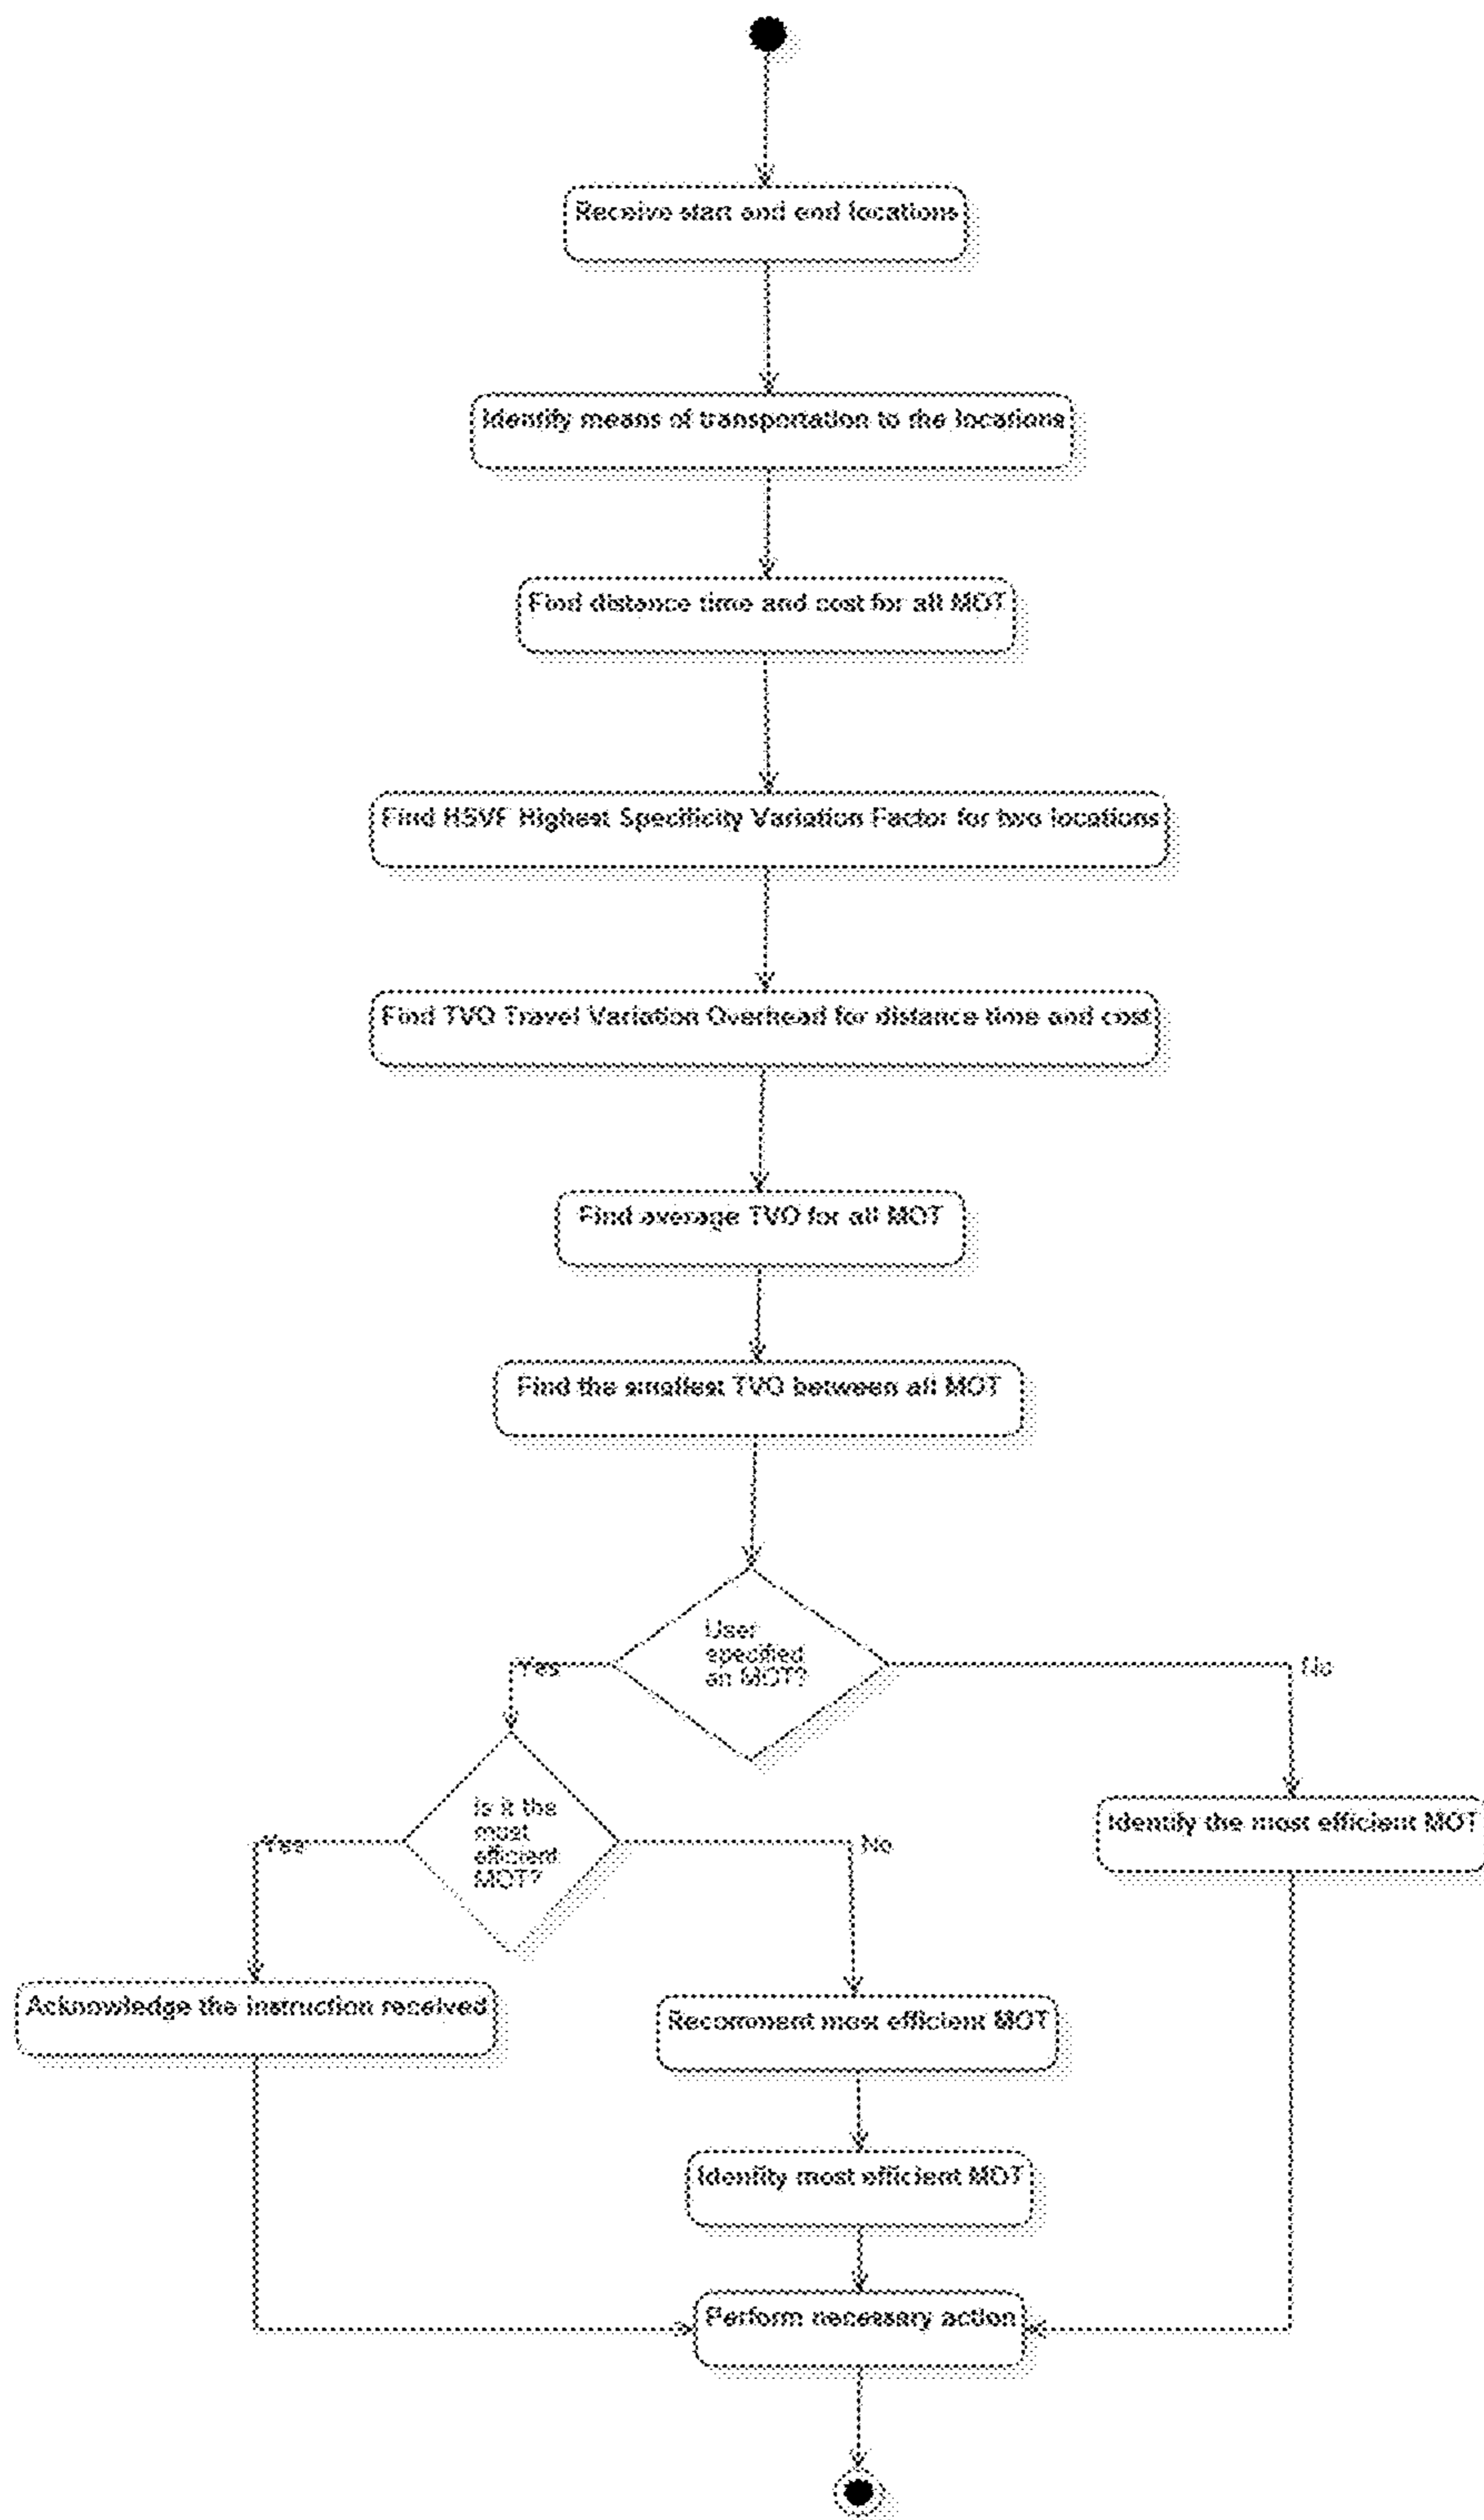 Receive start and end locations
Identify means of transportation to the locations
Find distance time and cost for all MOT
Find HSVF Highest Specificity Variation Factor for two locations
Find TVO Travel Variation Overhead for distance time and cost
Find average TVO for all MOT
Find the smallest TVO between all MOT
User
specified
an MOT?
Yes
No
Is it the
most
efficient
MOT?
Identify the most efficient MOT
Yes
No
Acknowledge the instruction received
Recomment most efficient MOT
Identity most efficient MOT
Perform necessary action